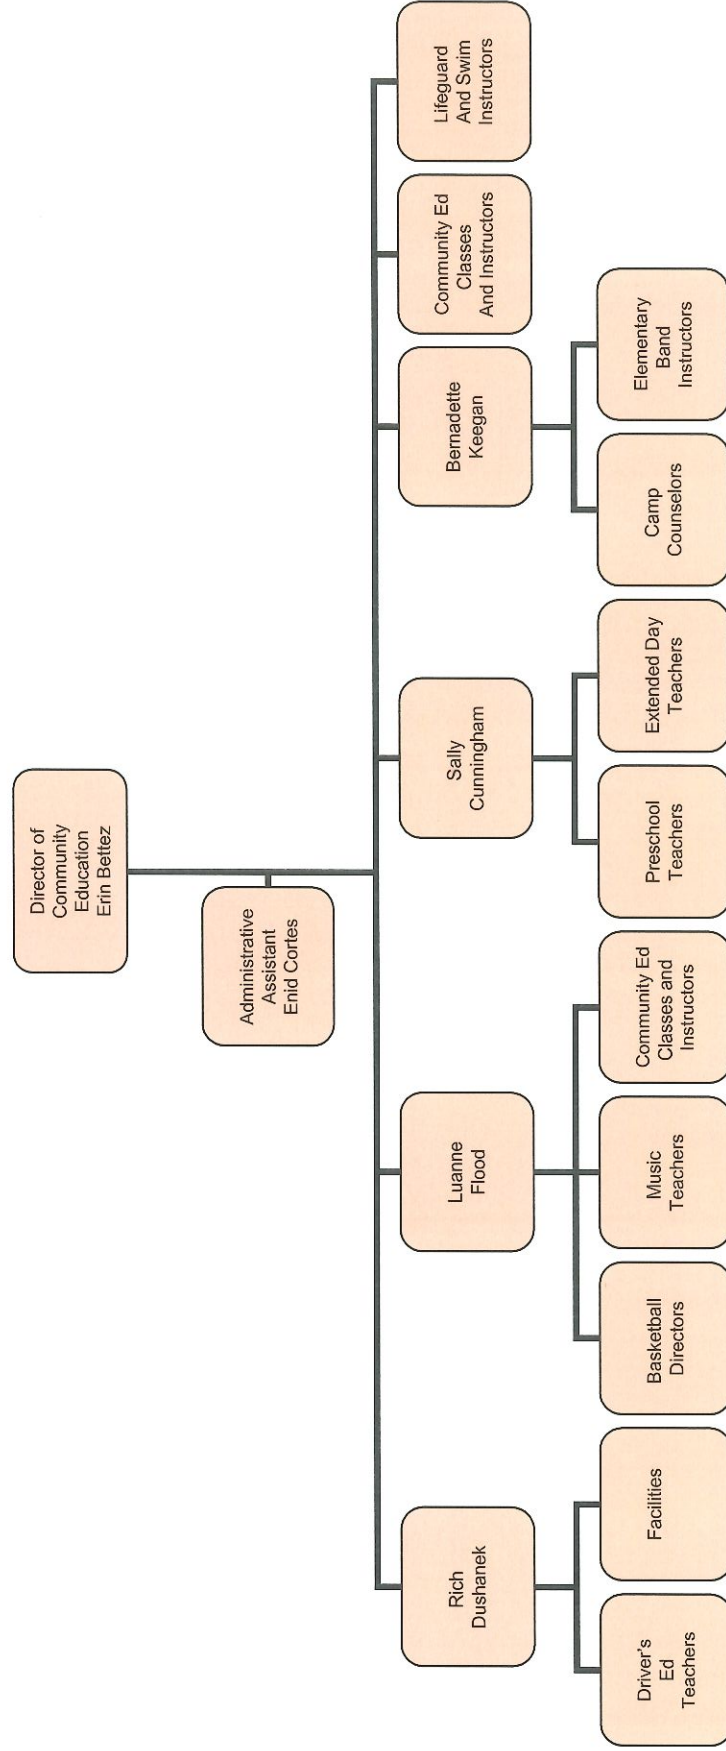 Director of
Community
Education
Erin Bettez
Administrative
Assistant
Enid Cortes
Rich
Dushanek
Luanne
Flood
Sally
Cunningham
Bernadette
Keegan
Community Ed
Classes
And Instructors
Lifeguard
And Swim
Instructors
Driver's
Ed
Teachers
Facilities
Basketball
Directors
Music
Teachers
Community Ed
Classes and
Instructors
Preschool
Teachers
Extended Day
Teachers
Camp
Counselors
Elementary
Band
Instructors